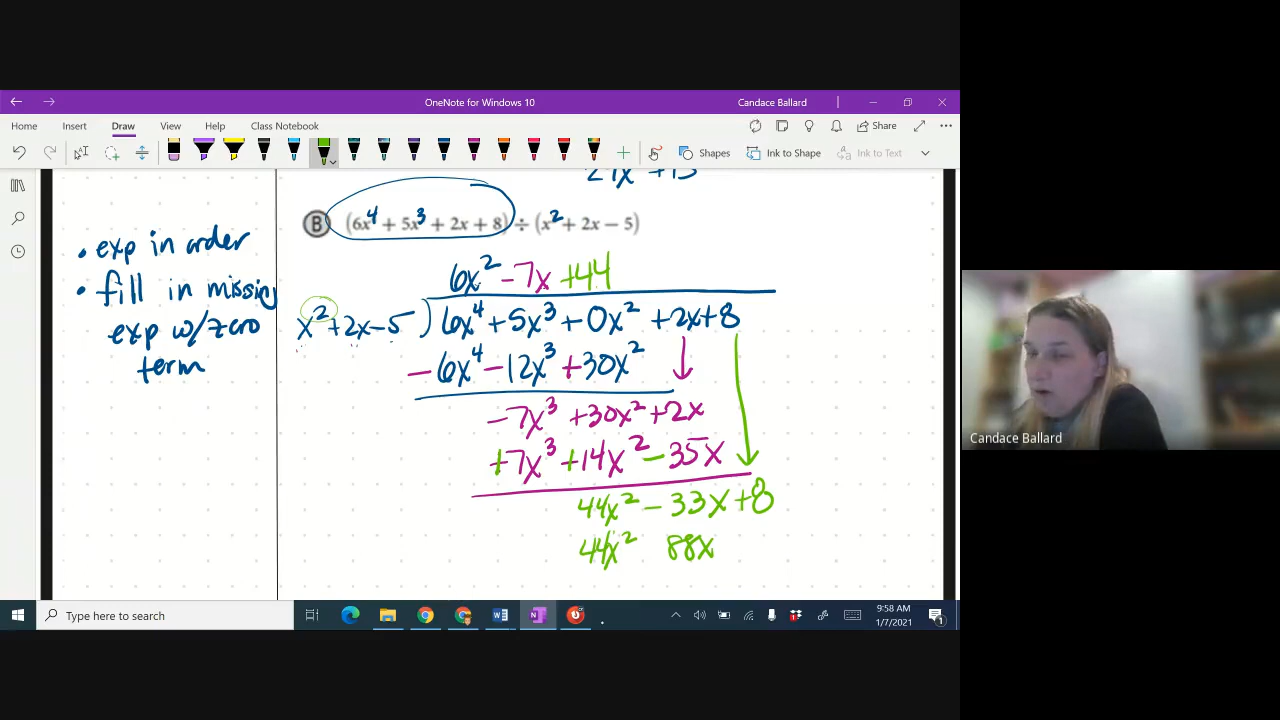 OneNote for Windows 10
Candace Ballard
Home Insert Draw View Help Class Notebook
Share
Shapes Ink to Shape Ink to Text
27x +15
B (6x⁴ + 5x³ + 2x + 8) ÷ (x² + 2x − 5)
• exp in order
• fill in missing
exp w/zero
term
6x² -7x +44
x²+2x-5 ) 6x⁴ +5x³ +0x² +2x+8
-6x⁴ -12x³ +30x²
-7x³ +30x² +2x
+7x³ +14x² -35x
44x² -33x +8
44x² 88x
Candace Ballard
Type here to search
9:58 AM
1/7/2021
1